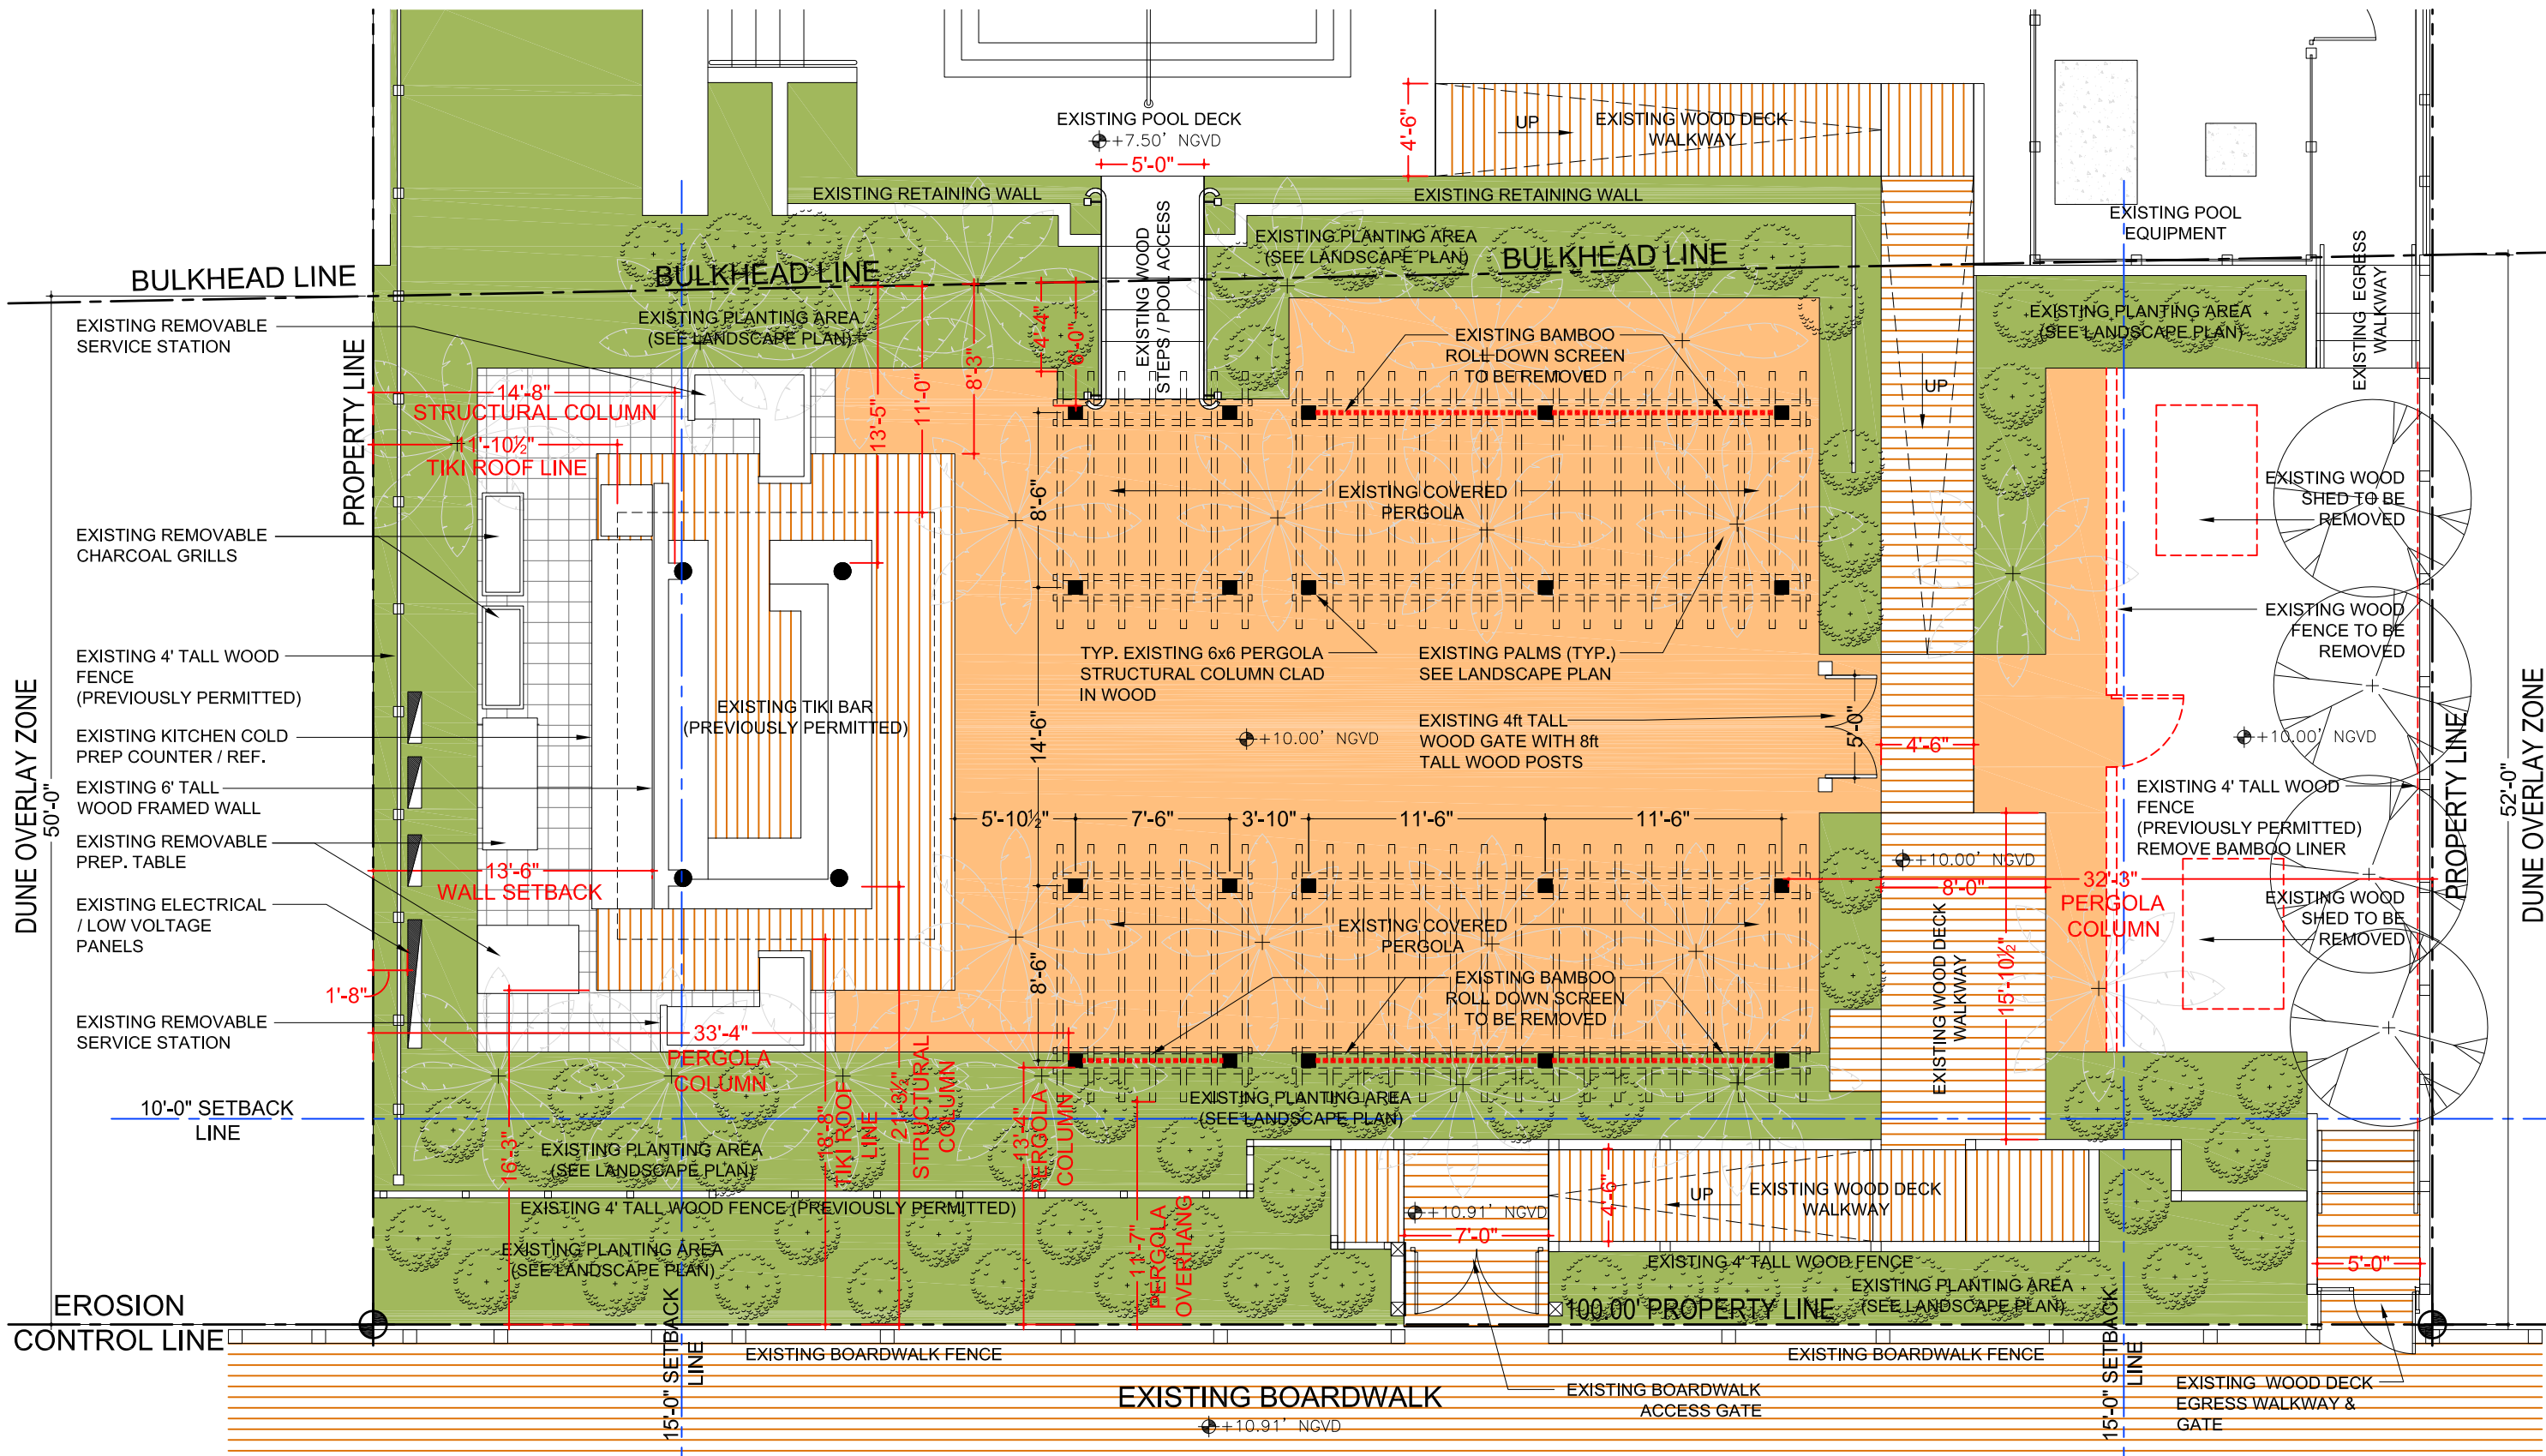 EXISTING POOL DECK
+7.50' NGVD
5'-0"
4'-6"
UP
EXISTING WOOD DECK
WALKWAY
EXISTING RETAINING WALL
EXISTING RETAINING WALL
EXISTING WOOD
STEPS / POOL ACCESS
EXISTING PLANTING AREA
(SEE LANDSCAPE PLAN)
EXISTING POOL
EQUIPMENT
EXISTING EGRESS
WALKWAY
BULKHEAD LINE
BULKHEAD LINE
BULKHEAD LINE
EXISTING REMOVABLE
SERVICE STATION
PROPERTY LINE
EXISTING PLANTING AREA
(SEE LANDSCAPE PLAN)
4'-4"
6'-0"
8'-3"
11'-0"
13'-5"
EXISTING BAMBOO
ROLL DOWN SCREEN
TO BE REMOVED
EXISTING PLANTING AREA
(SEE LANDSCAPE PLAN)
UP
14'-8"
STRUCTURAL COLUMN
11'-10½"
TIKI ROOF LINE
8'-6"
EXISTING COVERED
PERGOLA
EXISTING WOOD
SHED TO BE
REMOVED
EXISTING REMOVABLE
CHARCOAL GRILLS
EXISTING WOOD
FENCE TO BE
REMOVED
EXISTING 4' TALL WOOD
FENCE
(PREVIOUSLY PERMITTED)
TYP. EXISTING 6x6 PERGOLA
STRUCTURAL COLUMN CLAD
IN WOOD
EXISTING PALMS (TYP.)
SEE LANDSCAPE PLAN
EXISTING TIKI BAR
(PREVIOUSLY PERMITTED)
14'-6"
+10.00' NGVD
EXISTING 4ft TALL
WOOD GATE WITH 8ft
TALL WOOD POSTS
5'-0"
4'-6"
+10.00' NGVD
PROPERTY LINE
DUNE OVERLAY ZONE
50'-0"
DUNE OVERLAY ZONE
52'-0"
EXISTING KITCHEN COLD
PREP COUNTER / REF.
EXISTING 6' TALL
WOOD FRAMED WALL
EXISTING 4' TALL WOOD
FENCE
(PREVIOUSLY PERMITTED)
REMOVE BAMBOO LINER
5'-10½"
7'-6"
3'-10"
11'-6"
11'-6"
EXISTING REMOVABLE
PREP. TABLE
13'-6"
WALL SETBACK
+10.00' NGVD
8'-0"
32'-3"
PERGOLA
COLUMN
EXISTING WOOD
SHED TO BE
REMOVED
EXISTING ELECTRICAL
/ LOW VOLTAGE
PANELS
EXISTING COVERED
PERGOLA
8'-6"
EXISTING BAMBOO
ROLL DOWN SCREEN
TO BE REMOVED
EXISTING WOOD DECK
WALKWAY
15'-10½"
1'-8"
EXISTING REMOVABLE
SERVICE STATION
33'-4"
PERGOLA
COLUMN
10'-0" SETBACK
LINE
16'-3"
18'-8"
TIKI ROOF
LINE
21'-3½"
STRUCTURAL
COLUMN
13'-4"
PERGOLA
COLUMN
11'-7"
PERGOLA
OVERHANG
EXISTING PLANTING AREA
(SEE LANDSCAPE PLAN)
EXISTING PLANTING AREA
(SEE LANDSCAPE PLAN)
EXISTING 4' TALL WOOD FENCE (PREVIOUSLY PERMITTED)
EXISTING PLANTING AREA
(SEE LANDSCAPE PLAN)
+10.91' NGVD
7'-0"
4'-6"
UP
EXISTING WOOD DECK
WALKWAY
EXISTING 4' TALL WOOD FENCE
EXISTING PLANTING AREA
(SEE LANDSCAPE PLAN)
5'-0"
EROSION
CONTROL LINE
100.00' PROPERTY LINE
15'-0" SETBACK
LINE
15'-0" SETBACK
LINE
EXISTING BOARDWALK FENCE
EXISTING BOARDWALK FENCE
EXISTING BOARDWALK
+10.91' NGVD
EXISTING BOARDWALK
ACCESS GATE
EXISTING WOOD DECK
EGRESS WALKWAY &
GATE